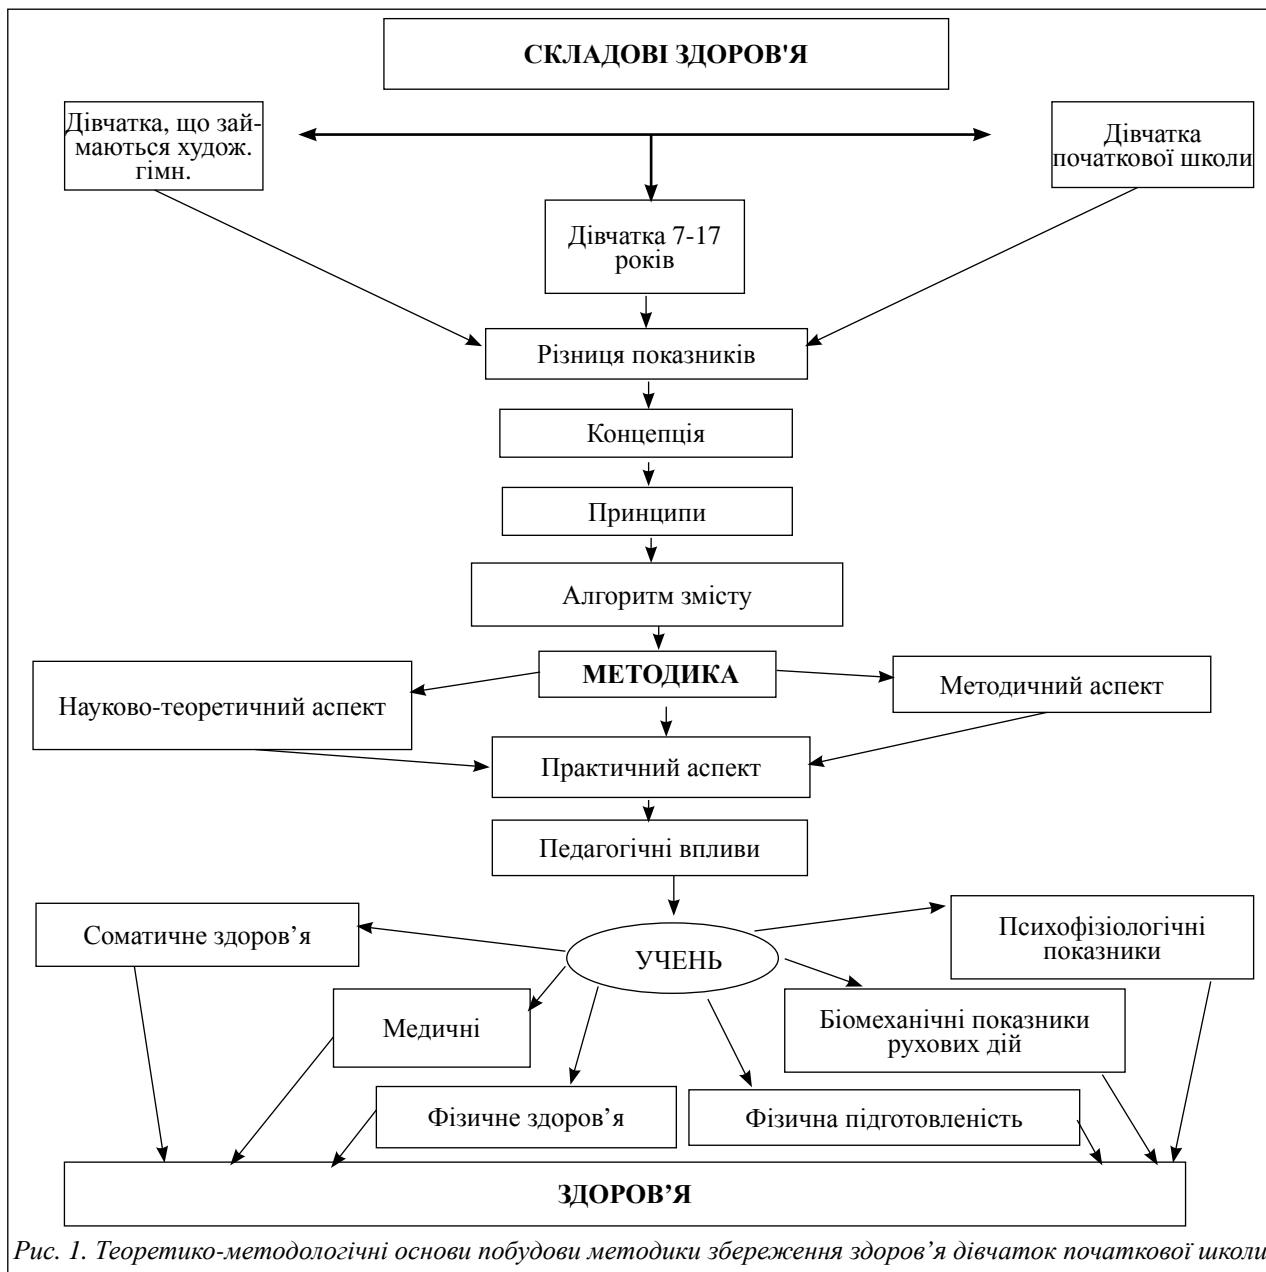 СКЛАДОВІ ЗДОРОВ'Я
Дівчатка, що зай-
маються худож.
гімн.
Дівчатка
початкової школи
Дівчатка 7-17
років
Різниця показників
Концепція
Принципи
Алгоритм змісту
МЕТОДИКА
Науково-теоретичний аспект
Методичний аспект
Практичний аспект
Педагогічні впливи
Соматичне здоров’я
УЧЕНЬ
Психофізіологічні
показники
Медичні
Біомеханічні показники
рухових дій
Фізичне здоров’я
Фізична підготовленість
ЗДОРОВ’Я
Рис. 1. Теоретико-методологічні основи побудови методики збереження здоров’я дівчаток початкової школи